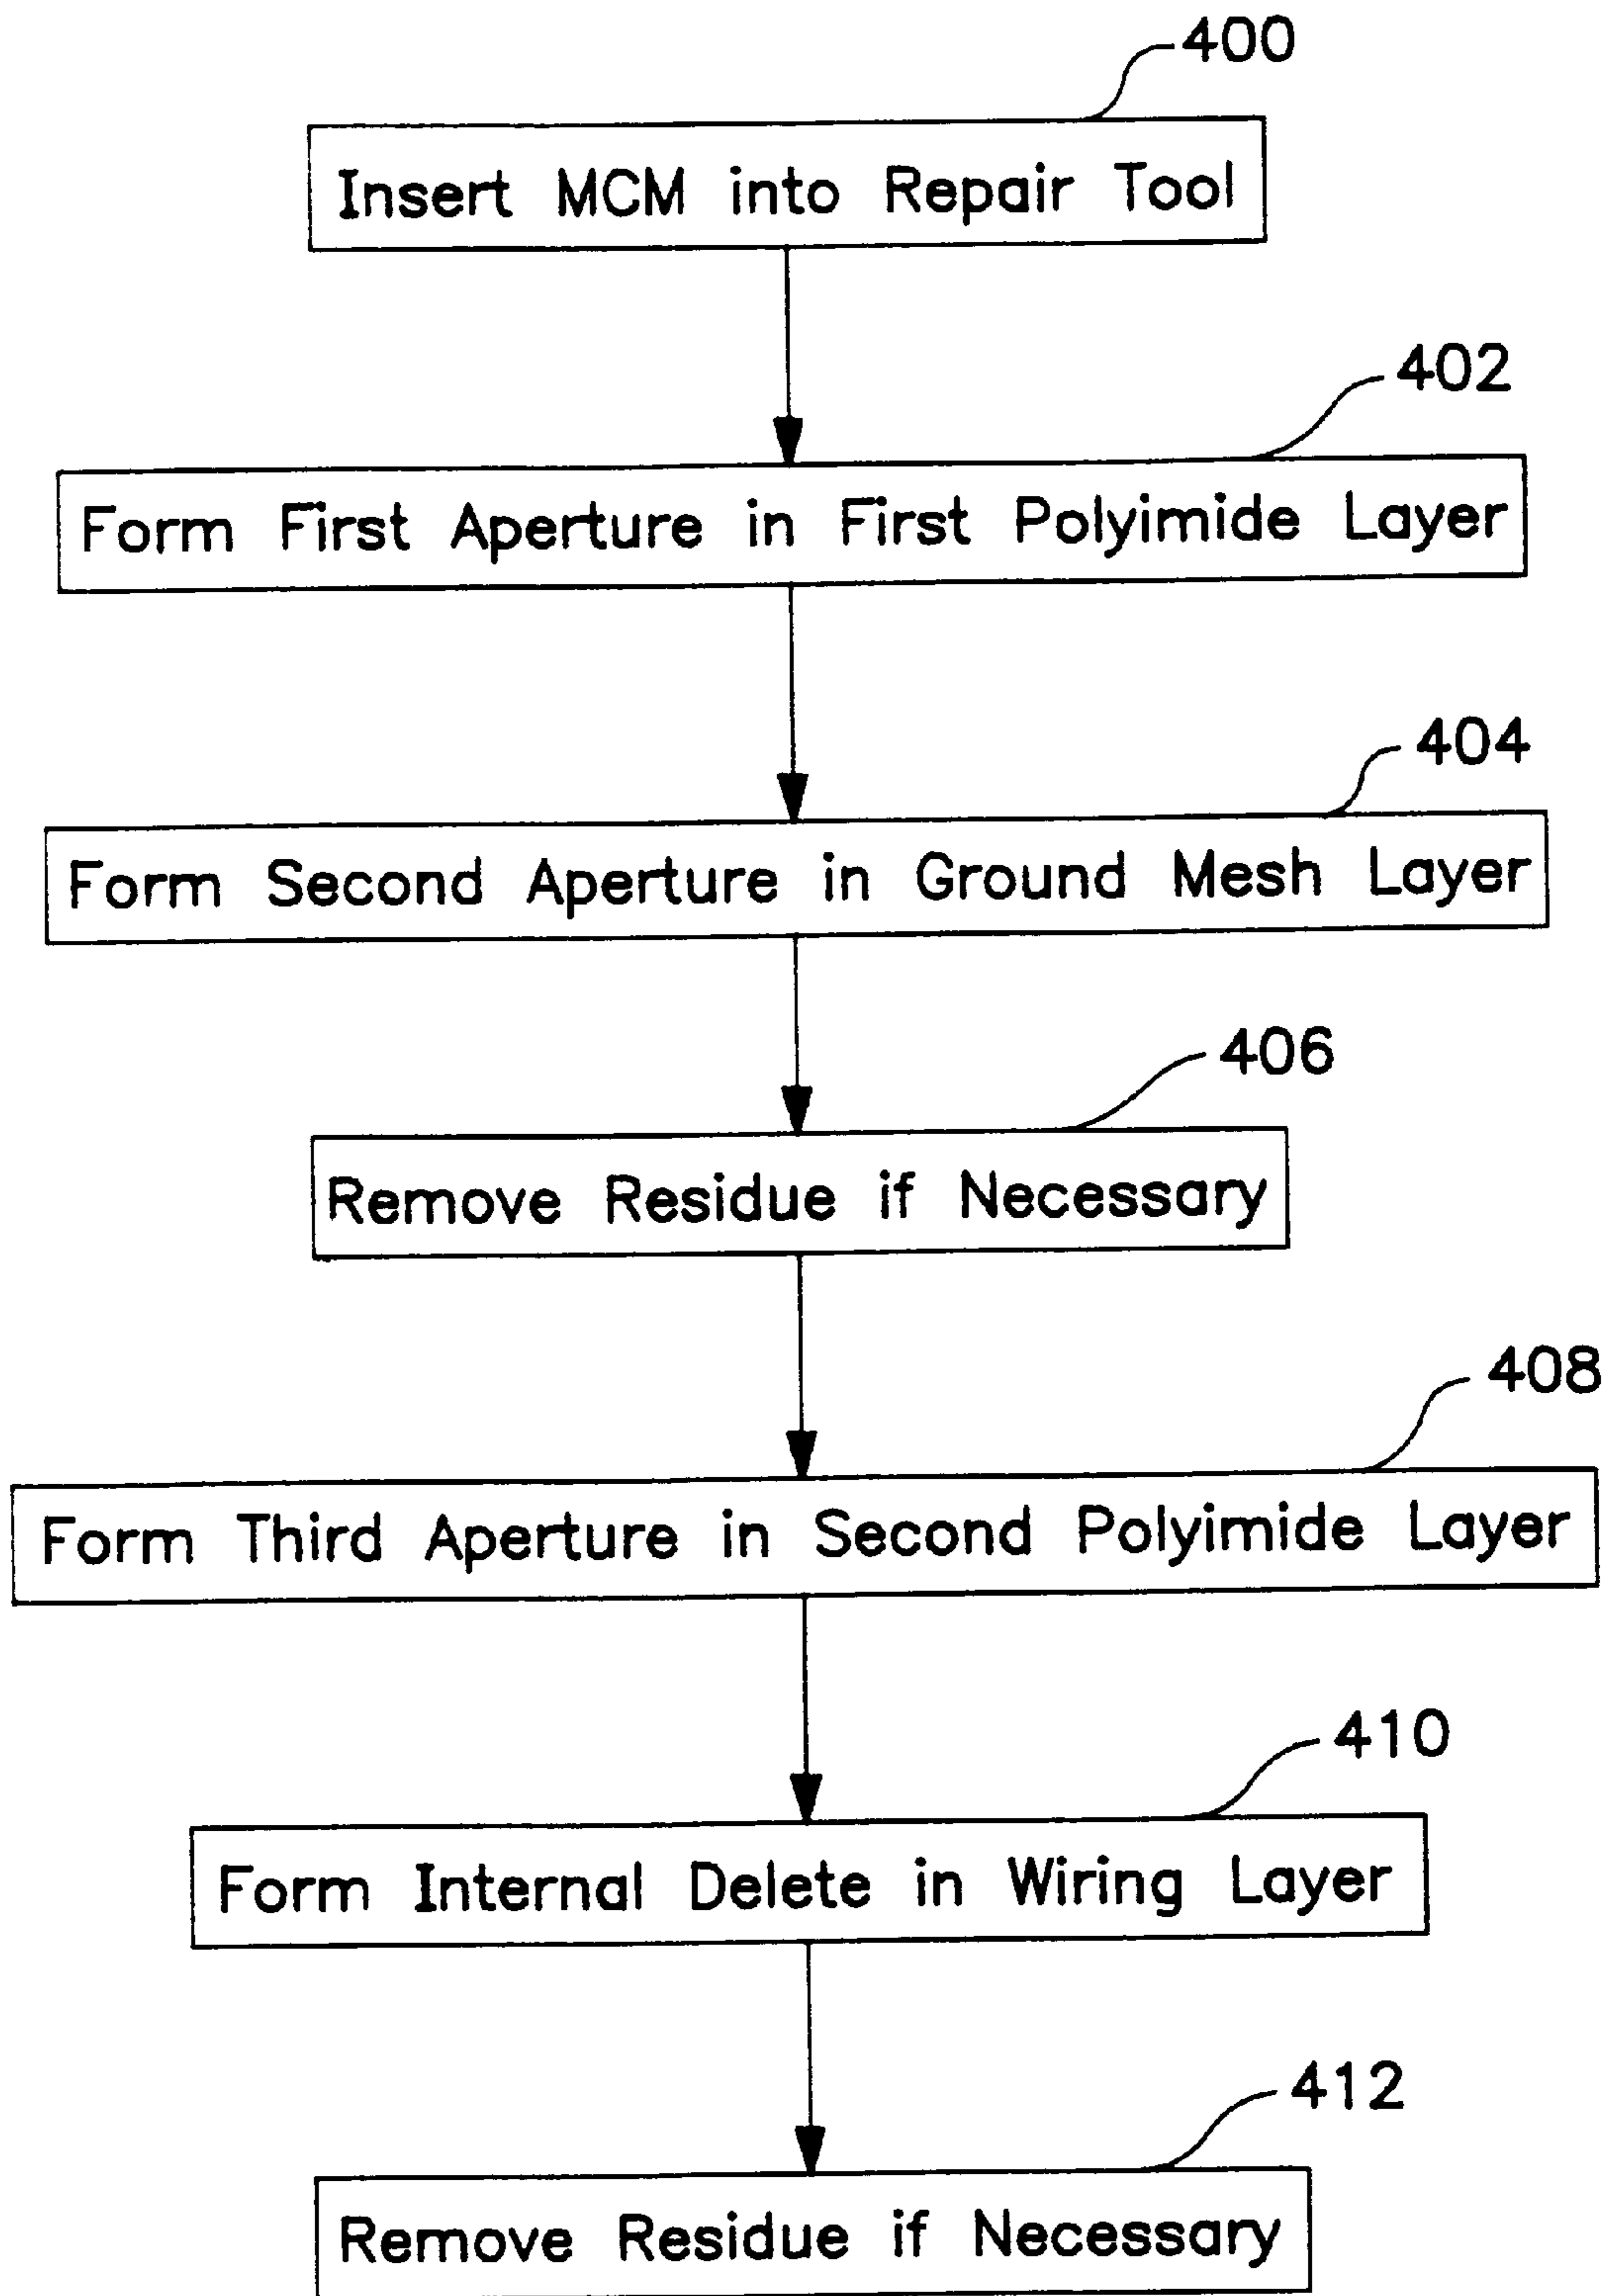 400
Insert MCM into Repair Tool
402
Form First Aperture in First Polyimide Layer
404
Form Second Aperture in Ground Mesh Layer
406
Remove Residue if Necessary
408
Form Third Aperture in Second Polyimide Layer
410
Form Internal Delete in Wiring Layer
412
Remove Residue if Necessary